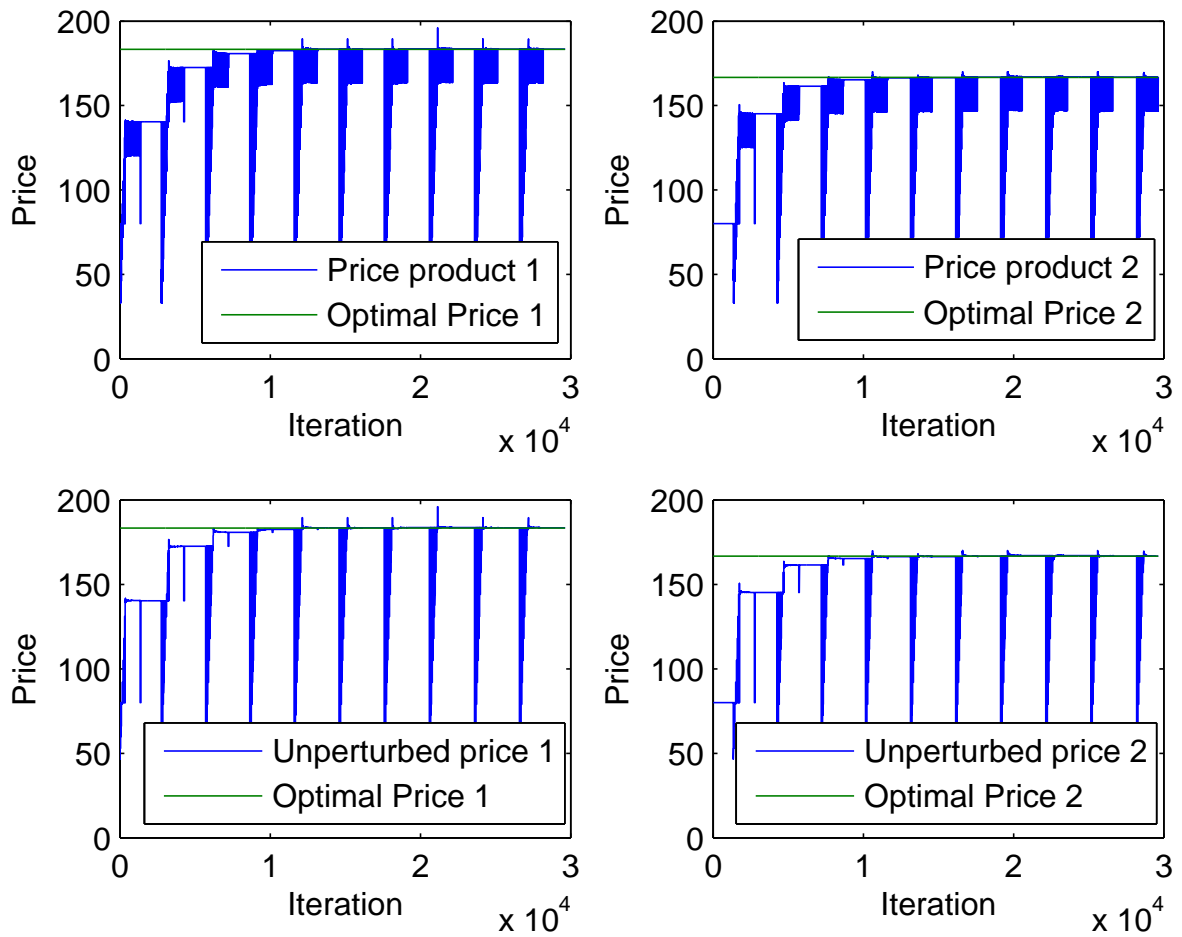 200
150
100
50
0
Price
Price product 1
Optimal Price 1
0
1
2
3
Iteration
x 10^4
200
150
100
50
0
Price
Price product 2
Optimal Price 2
0
1
2
3
Iteration
x 10^4
200
150
100
50
0
Price
Unperturbed price 1
Optimal Price 1
0
1
2
3
Iteration
x 10^4
200
150
100
50
0
Price
Unperturbed price 2
Optimal Price 2
0
1
2
3
Iteration
x 10^4